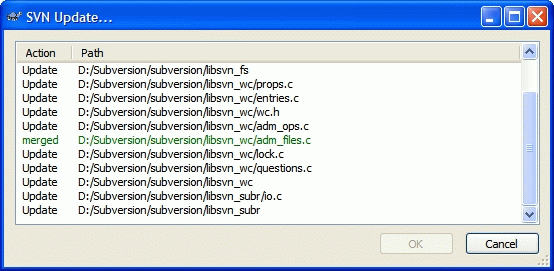 SVN Update...
Action Path
Update D:/Subversion/subversion/libsvn_fs
Update D:/Subversion/subversion/libsvn_wc/props.c
Update D:/Subversion/subversion/libsvn_wc/entries.c
Update D:/Subversion/subversion/libsvn_wc/wc.h
Update D:/Subversion/subversion/libsvn_wc/adm_ops.c
merged D:/Subversion/subversion/libsvn_wc/adm_files.c
Update D:/Subversion/subversion/libsvn_wc/lock.c
Update D:/Subversion/subversion/libsvn_wc/questions.c
Update D:/Subversion/subversion/libsvn_wc
Update D:/Subversion/subversion/libsvn_subr/io.c
Update D:/Subversion/subversion/libsvn_subr
OK Cancel